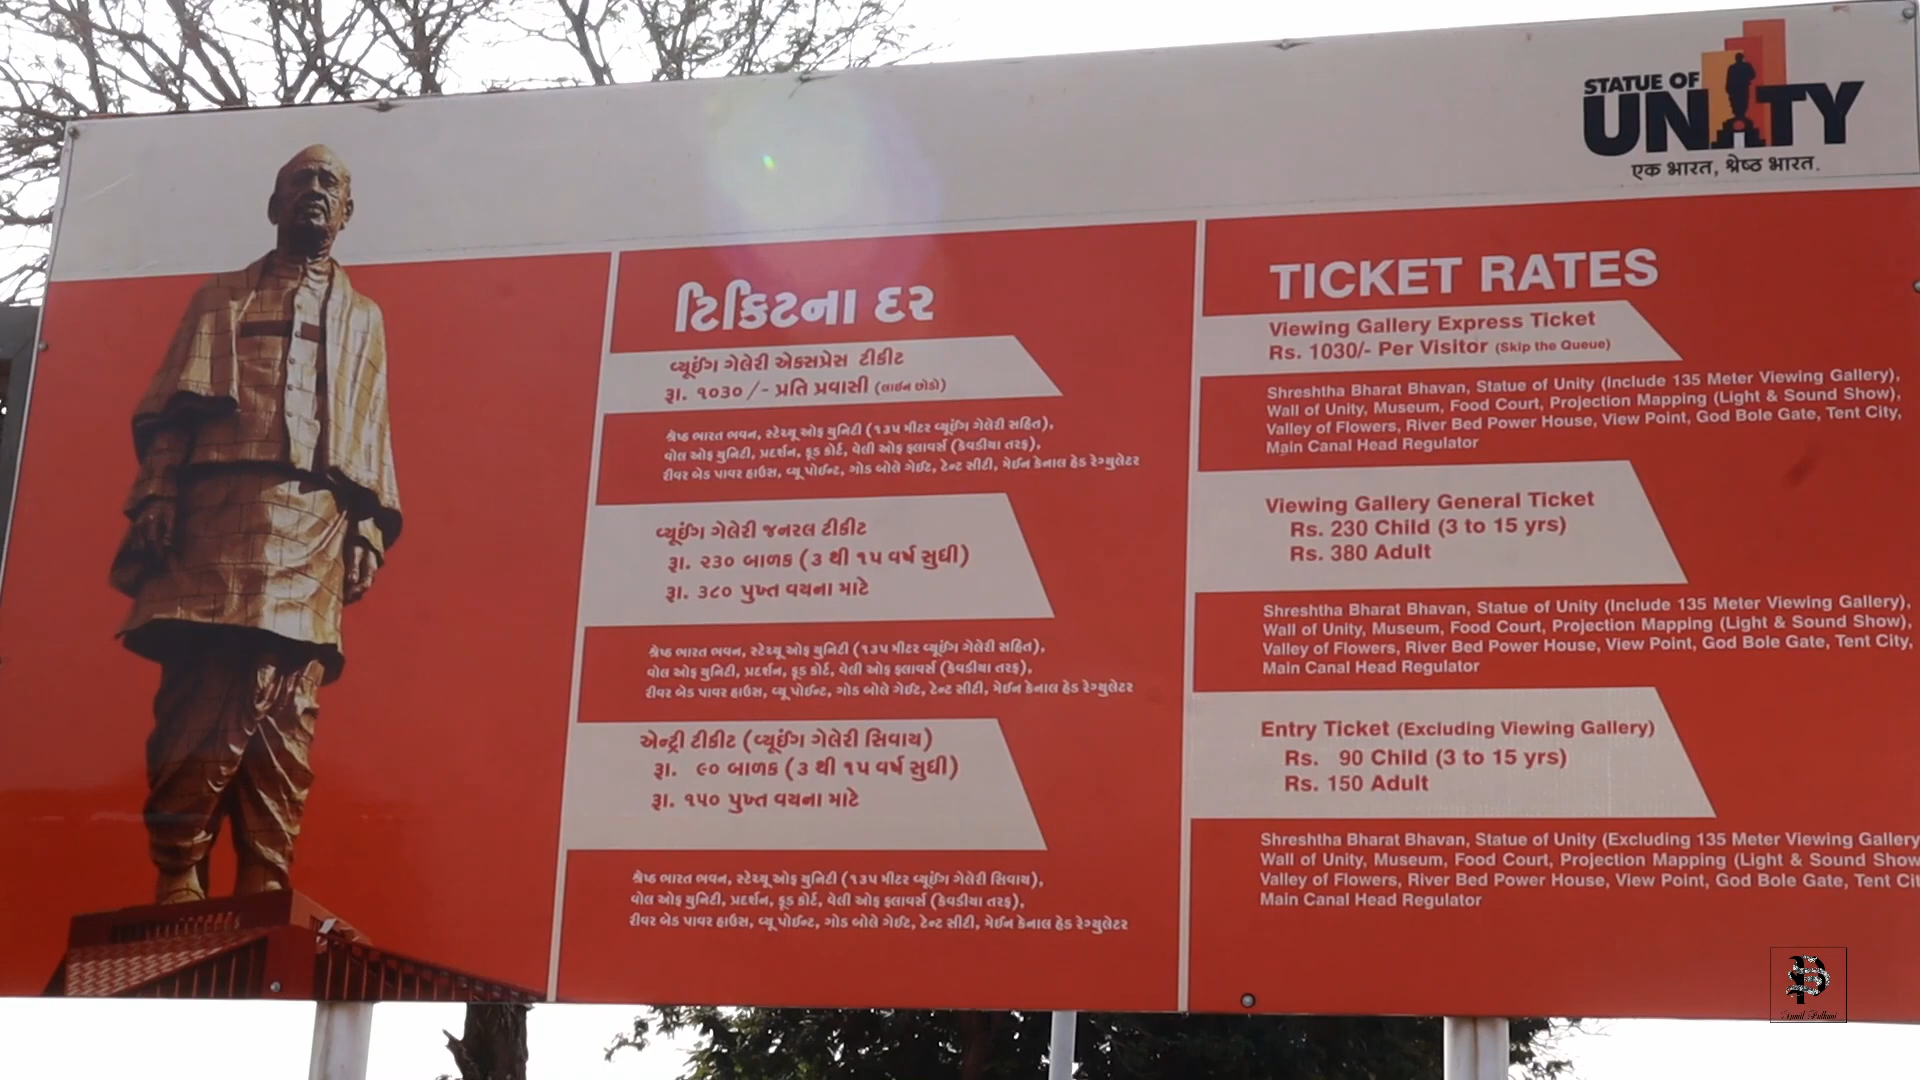 STATUE OF
UNITY
एक भारत, श्रेष्ठ भारत.
ટિકિટના દર
વ્યૂઈંગ ગેલેરી એક્સપ્રેસ ટીકીટ
રૂા. ૧૦૩૦/- પ્રતિ પ્રવાસી (લાઈન છોડો)
શ્રેષ્ઠ ભારત ભવન, સ્ટેચ્યૂ ઓફ યુનિટી (૧૩૫ મીટર વ્યૂઈંગ ગેલેરી સહિત),
વોલ ઓફ યુનિટી, પ્રદર્શન, ફૂડ કોર્ટ, વેલી ઓફ ફ્લાવર્સ (કેવડીયા તરફ),
રીવર બેડ પાવર હાઉસ, વ્યૂ પોઈન્ટ, ગોડ બોલે ગેઈટ, ટેન્ટ સીટી, મેઈન કેનાલ હેડ રેગ્યુલેટર
વ્યૂઈંગ ગેલેરી જનરલ ટીકીટ
રૂા. ૨૩૦ બાળક (૩ થી ૧૫ વર્ષ સુધી)
રૂા. ૩૮૦ પુખ્ત વયના માટે
શ્રેષ્ઠ ભારત ભવન, સ્ટેચ્યૂ ઓફ યુનિટી (૧૩૫ મીટર વ્યૂઈંગ ગેલેરી સહિત),
વોલ ઓફ યુનિટી, પ્રદર્શન, ફૂડ કોર્ટ, વેલી ઓફ ફ્લાવર્સ (કેવડીયા તરફ),
રીવર બેડ પાવર હાઉસ, વ્યૂ પોઈન્ટ, ગોડ બોલે ગેઈટ, ટેન્ટ સીટી, મેઈન કેનાલ હેડ રેગ્યુલેટર
એન્ટ્રી ટીકીટ (વ્યૂઈંગ ગેલેરી સિવાય)
રૂા. ૯૦ બાળક (૩ થી ૧૫ વર્ષ સુધી)
રૂા. ૧૫૦ પુખ્ત વયના માટે
શ્રેષ્ઠ ભારત ભવન, સ્ટેચ્યૂ ઓફ યુનિટી (૧૩૫ મીટર વ્યૂઈંગ ગેલેરી સિવાય),
વોલ ઓફ યુનિટી, પ્રદર્શન, ફૂડ કોર્ટ, વેલી ઓફ ફ્લાવર્સ (કેવડીયા તરફ),
રીવર બેડ પાવર હાઉસ, વ્યૂ પોઈન્ટ, ગોડ બોલે ગેઈટ, ટેન્ટ સીટી, મેઈન કેનાલ હેડ રેગ્યુલેટર
TICKET RATES
Viewing Gallery Express Ticket
Rs. 1030/- Per Visitor (Skip the Queue)
Shreshtha Bharat Bhavan, Statue of Unity (Include 135 Meter Viewing Gallery),
Wall of Unity, Museum, Food Court, Projection Mapping (Light & Sound Show),
Valley of Flowers, River Bed Power House, View Point, God Bole Gate, Tent City,
Main Canal Head Regulator
Viewing Gallery General Ticket
Rs. 230 Child (3 to 15 yrs)
Rs. 380 Adult
Shreshtha Bharat Bhavan, Statue of Unity (Include 135 Meter Viewing Gallery),
Wall of Unity, Museum, Food Court, Projection Mapping (Light & Sound Show),
Valley of Flowers, River Bed Power House, View Point, God Bole Gate, Tent City,
Main Canal Head Regulator
Entry Ticket (Excluding Viewing Gallery)
Rs. 90 Child (3 to 15 yrs)
Rs. 150 Adult
Shreshtha Bharat Bhavan, Statue of Unity (Excluding 135 Meter Viewing Gallery
Wall of Unity, Museum, Food Court, Projection Mapping (Light & Sound Show
Valley of Flowers, River Bed Power House, View Point, God Bole Gate, Tent Cit
Main Canal Head Regulator